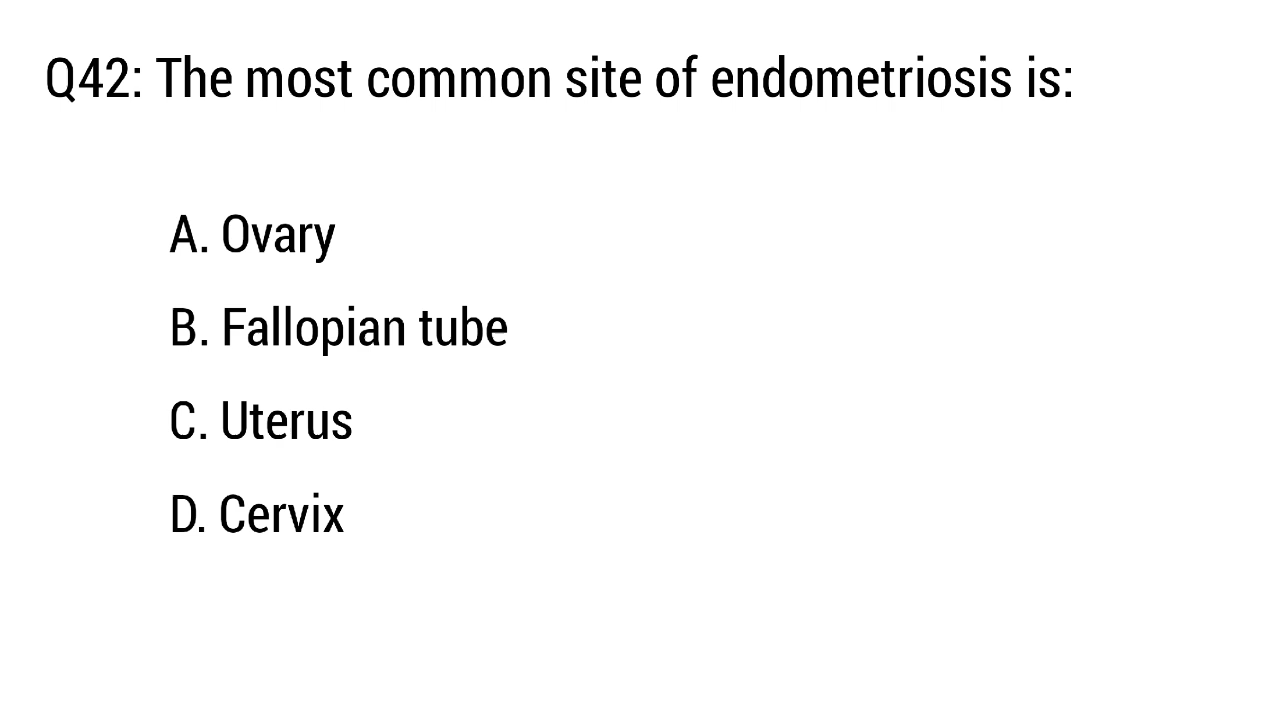 Q42: The most common site of endometriosis is:
A. Ovary
B. Fallopian tube
C. Uterus
D. Cervix